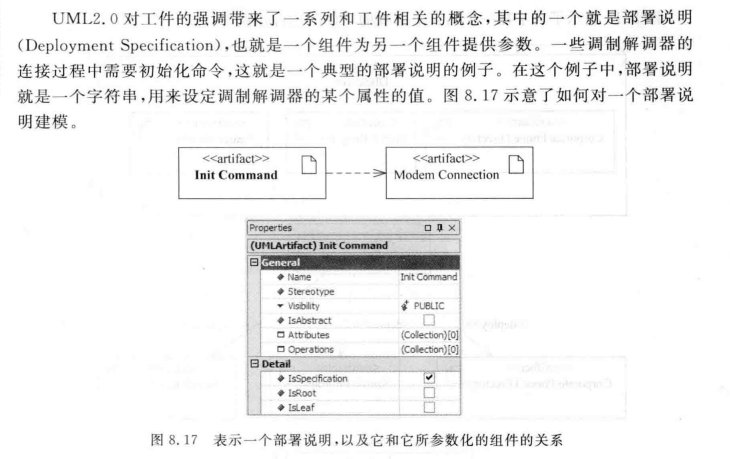 UML2.0对工件的强调带来了一系列和工件相关的概念,其中的一个就是部署说明
(Deployment Specification),也就是一个组件为另一个组件提供参数。一些调制解调器的
连接过程中需要初始化命令,这就是一个典型的部署说明的例子。在这个例子中,部署说明
就是一个字符串,用来设定调制解调器的某个属性的值。图8.17示意了如何对一个部署说
明建模。
<<artifact>>
Init Command
<<artifact>>
Modem Connection
Properties
(UMLArtifact) Init Command
General
Name Init Command
Stereotype
Visibility PUBLIC
IsAbstract
Attributes (Collection)[0]
Operations (Collection)[0]
Detail
IsSpecification
IsRoot
IsLeaf
图 8.17 表示一个部署说明,以及它和它所参数化的组件的关系